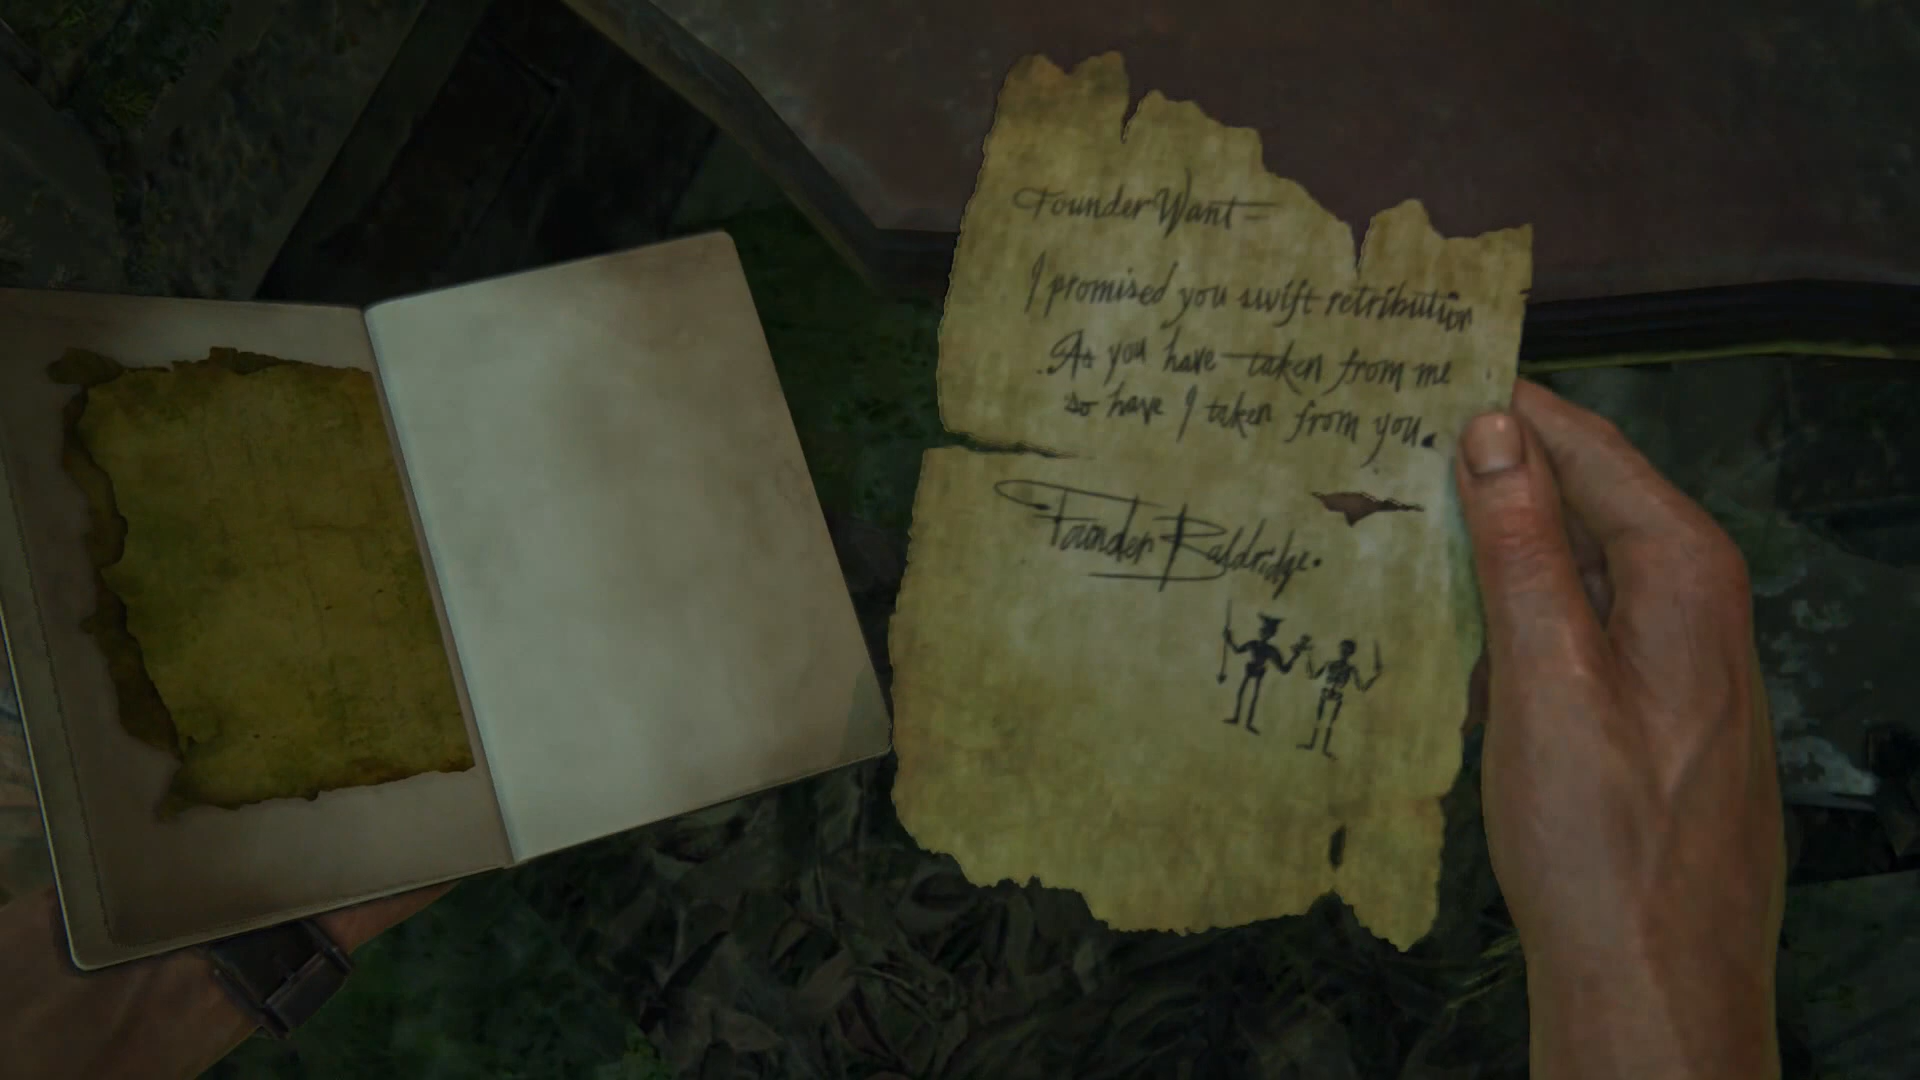 Founder Want —
I promised you swift retribution
As you have taken from me
so have I taken from you.
Founder Baldridge.